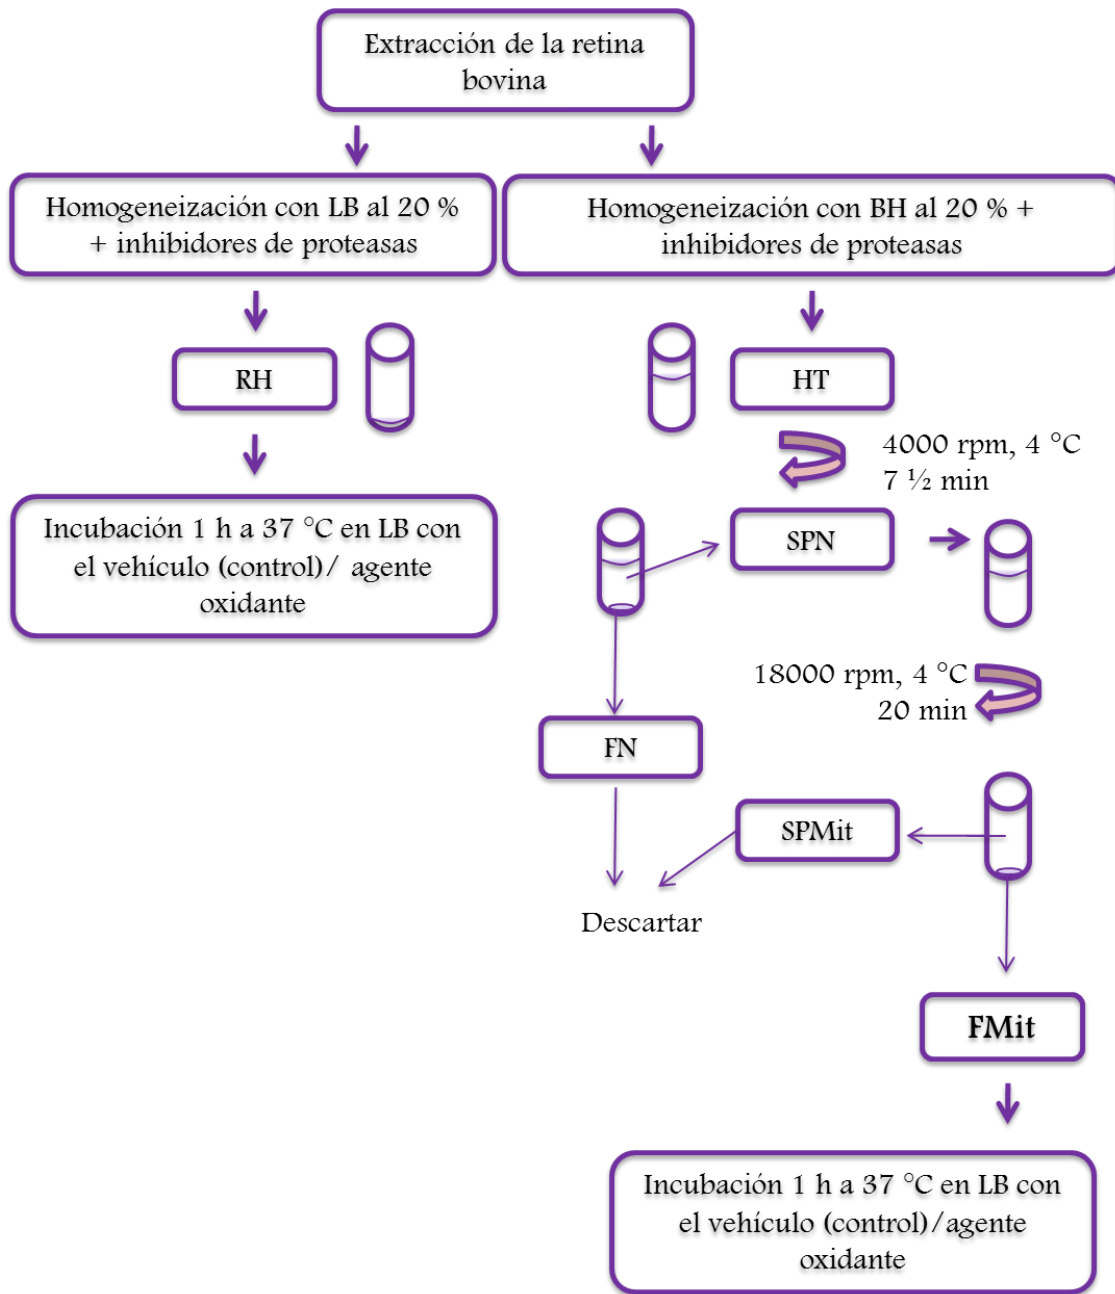 Extracción de la retina
bovina
Homogeneización con LB al 20 %
+ inhibidores de proteasas
Homogeneización con BH al 20 % +
inhibidores de proteasas
RH
HT
4000 rpm, 4 °C
7 ½ min
Incubación 1 h a 37 °C en LB con
el vehículo (control)/ agente
oxidante
SPN
18000 rpm, 4 °C
20 min
FN
SPMit
Descartar
FMit
Incubación 1 h a 37 °C en LB con
el vehículo (control)/agente
oxidante